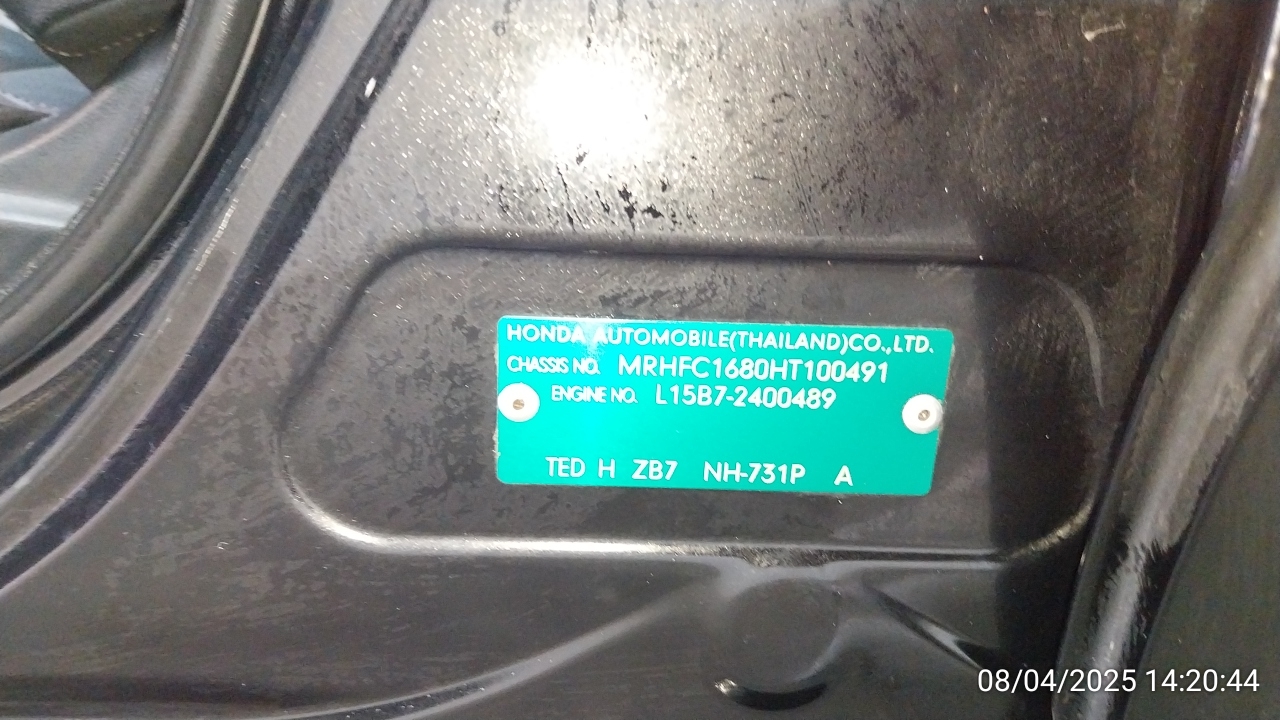 HONDA AUTOMOBILE(THAILAND)CO.,LTD.
CHASSIS NO. MRHFC1680HT100491
ENGINE NO. L15B7-2400489
TED H ZB7 NH-731P A
08/04/2025 14:20:44